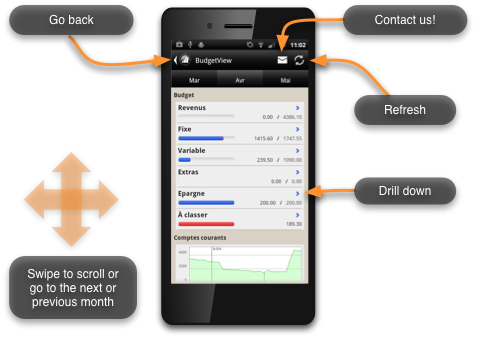 Go back
Contact us!
11:02
BudgetView
Mar
Avr
Mai
Refresh
Budget
Revenus
0.00 / 4386.10
Fixe
1415.60 / 1747.55
Variable
239.50 / 1090.00
Extras
0.00 / 0.00
Epargne
200.00 / 200.00
Drill down
À classer
189.30
Comptes courants
Swipe to scroll or
go to the next or
previous month